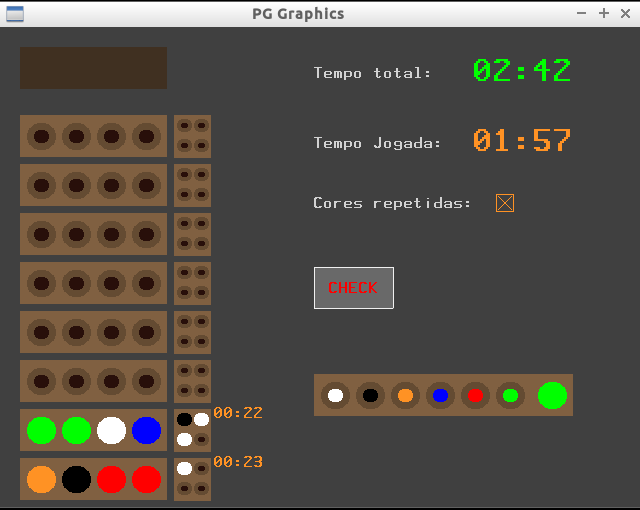 PG Graphics
Tempo total: 02:42
Tempo Jogada: 01:57
Cores repetidas:
CHECK
00:22
00:23